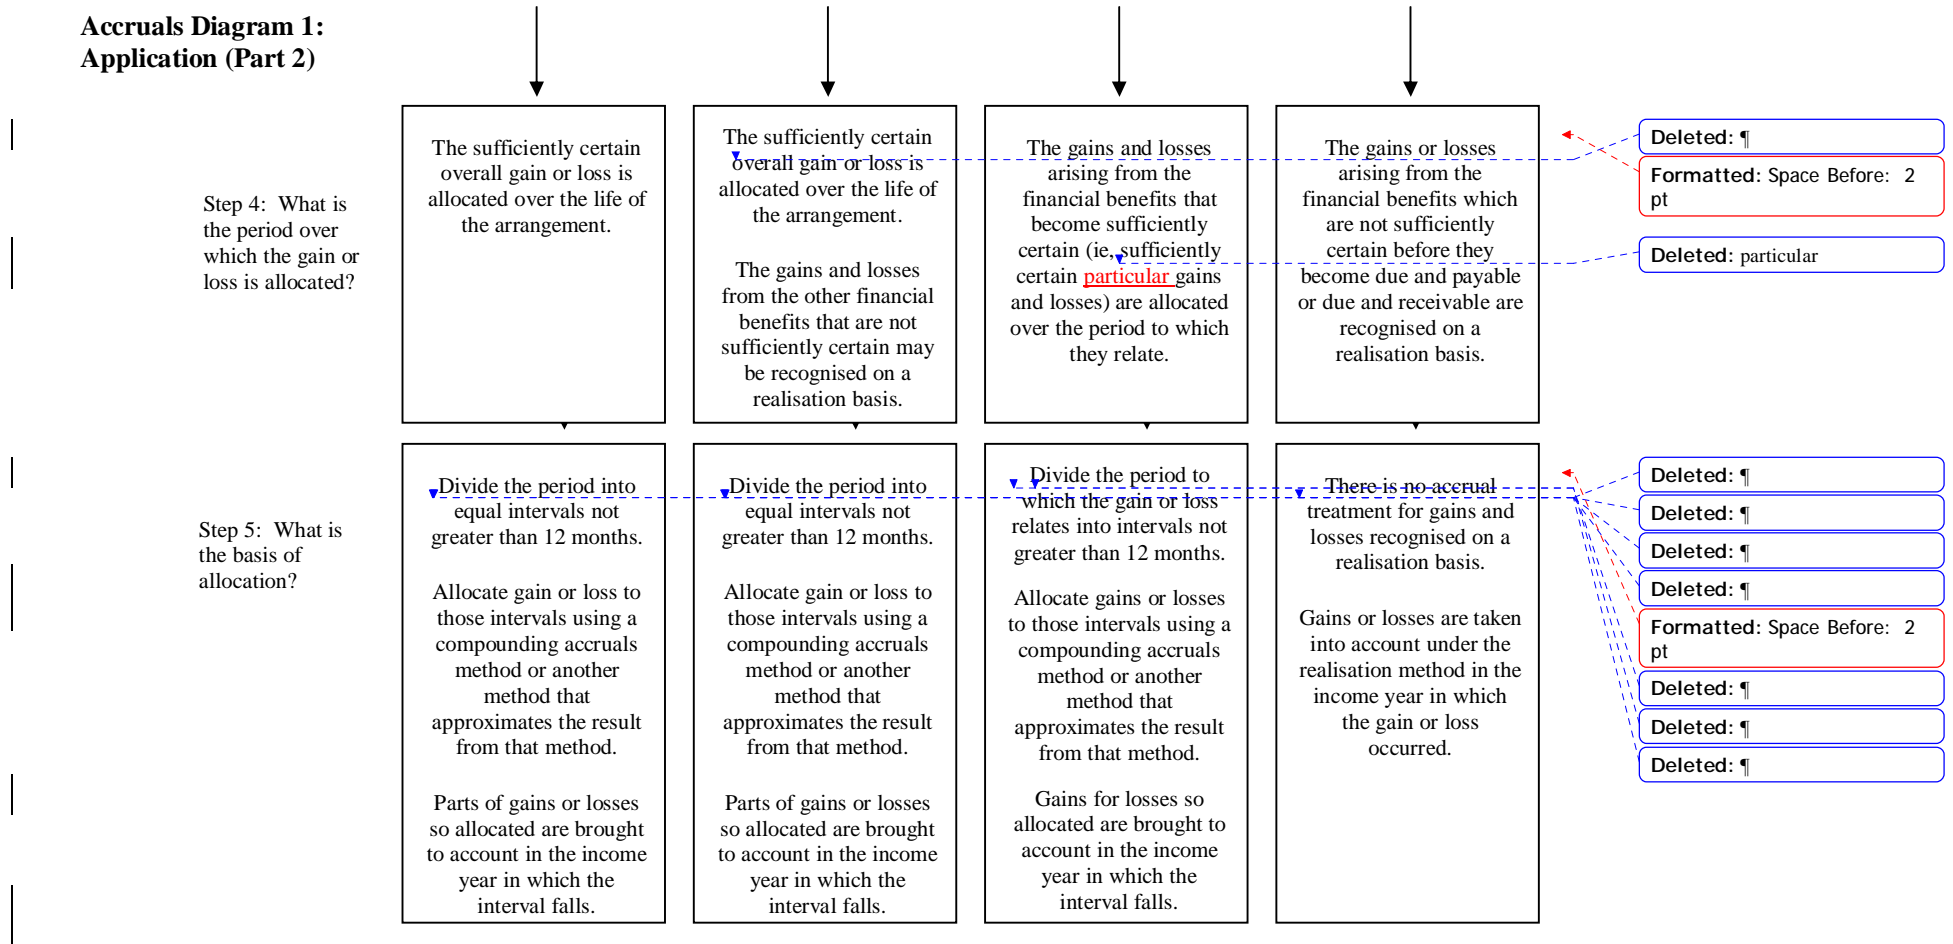 Accruals Diagram 1:
Application (Part 2)
Step 4: What is
the period over
which the gain or
loss is allocated?
The sufficiently certain
overall gain or loss is
allocated over the life of
the arrangement.
The sufficiently certain
overall gain or loss is
allocated over the life of
the arrangement.
The gains and losses
from the other financial
benefits that are not
sufficiently certain may
be recognised on a
realisation basis.
The gains and losses
arising from the
financial benefits that
become sufficiently
certain (ie, sufficiently
certain particular gains
and losses) are allocated
over the period to which
they relate.
The gains or losses
arising from the
financial benefits which
are not sufficiently
certain before they
become due and payable
or due and receivable are
recognised on a
realisation basis.
Deleted: ¶
Formatted: Space Before: 2
pt
Deleted: particular
Step 5: What is
the basis of
allocation?
Divide the period into
equal intervals not
greater than 12 months.
Allocate gain or loss to
those intervals using a
compounding accruals
method or another
method that
approximates the result
from that method.
Parts of gains or losses
so allocated are brought
to account in the income
year in which the
interval falls.
Divide the period into
equal intervals not
greater than 12 months.
Allocate gain or loss to
those intervals using a
compounding accruals
method or another
method that
approximates the result
from that method.
Parts of gains or losses
so allocated are brought
to account in the income
year in which the
interval falls.
Divide the period to
which the gain or loss
relates into intervals not
greater than 12 months.
Allocate gains or losses
to those intervals using a
compounding accruals
method or another
method that
approximates the result
from that method.
Gains for losses so
allocated are brought to
account in the income
year in which the
interval falls.
There is no accrual
treatment for gains and
losses recognised on a
realisation basis.
Gains or losses are taken
into account under the
realisation method in the
income year in which
the gain or loss
occurred.
Deleted: ¶
Deleted: ¶
Deleted: ¶
Deleted: ¶
Formatted: Space Before: 2
pt
Deleted: ¶
Deleted: ¶
Deleted: ¶